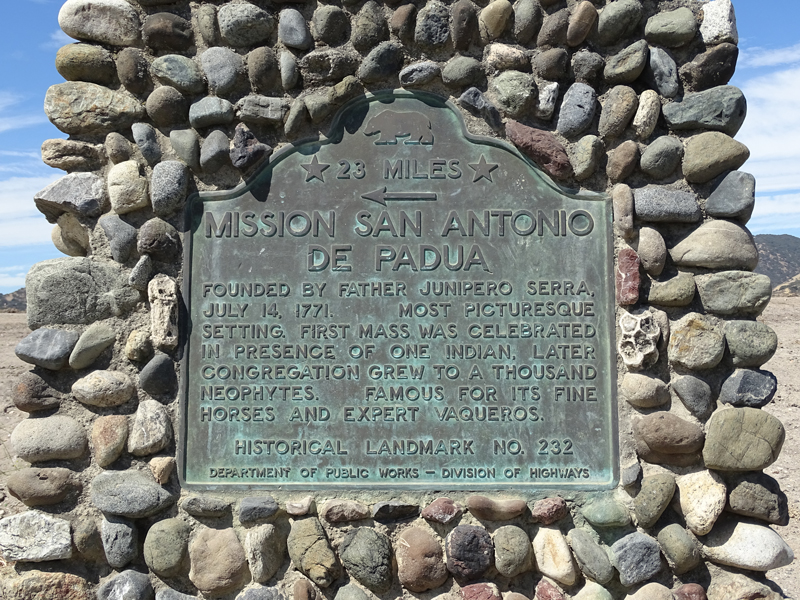 23 MILES
MISSION SAN ANTONIO
DE PADUA
FOUNDED BY FATHER JUNIPERO SERRA,
JULY 14, 1771. MOST PICTURESQUE
SETTING. FIRST MASS WAS CELEBRATED
IN PRESENCE OF ONE INDIAN, LATER
CONGREGATION GREW TO A THOUSAND
NEOPHYTES. FAMOUS FOR ITS FINE
HORSES AND EXPERT VAQUEROS.
HISTORICAL LANDMARK NO. 232
DEPARTMENT OF PUBLIC WORKS – DIVISION OF HIGHWAYS